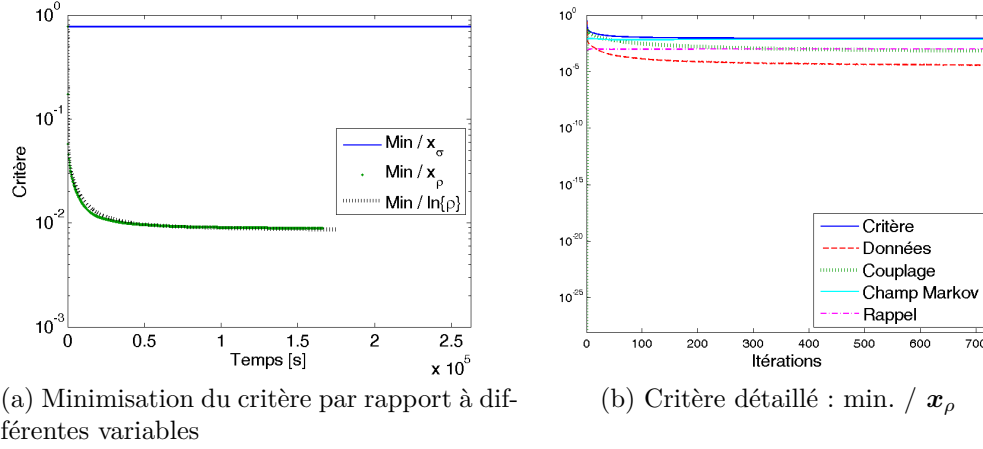 10^0
10^-1
10^-2
10^-3
Critère
0
0.5
1
1.5
2
2.5
x 10^5
Temps [s]
Min / x_σ
Min / x_ρ
Min / ln{ρ}
(a) Minimisation du critère par rapport à dif-
férentes variables
10^0
10^-5
10^-10
10^-15
10^-20
10^-25
0
100
200
300
400
500
600
700
Itérations
Critère
Données
Couplage
Champ Markov
Rappel
(b) Critère détaillé : min. / x_ρ